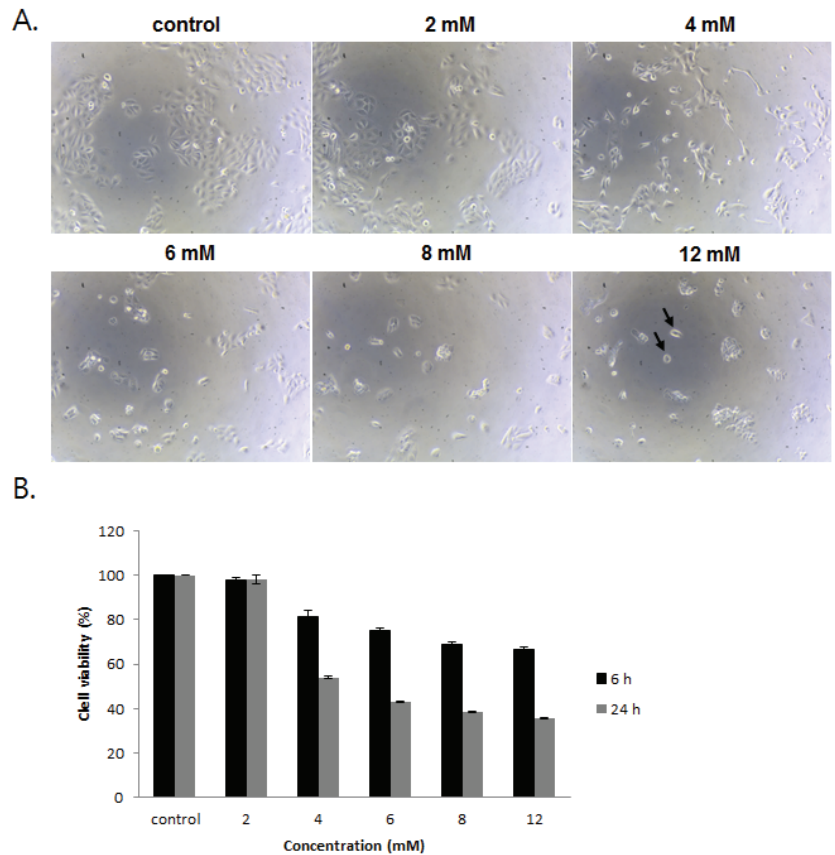 A.
control 2 mM 4 mM
6 mM 8 mM 12 mM
B.
120
100
80
60
40
20
0
Clell viability (%)
control 2 4 6 8 12
Concentration (mM)
6 h
24 h